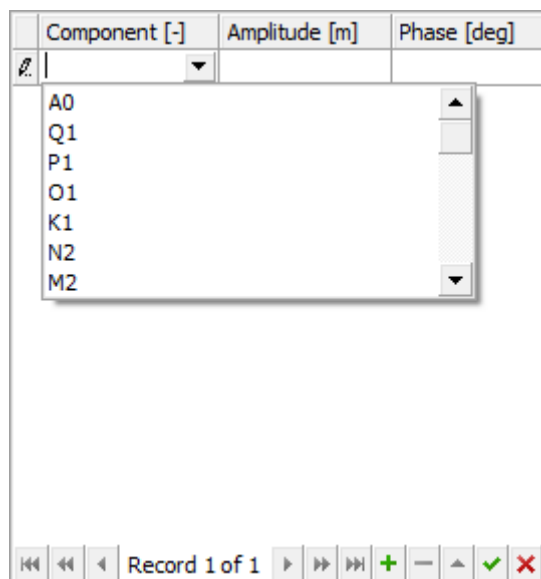 Component [-] Amplitude [m] Phase [deg]
A0
Q1
P1
O1
K1
N2
M2
Record 1 of 1